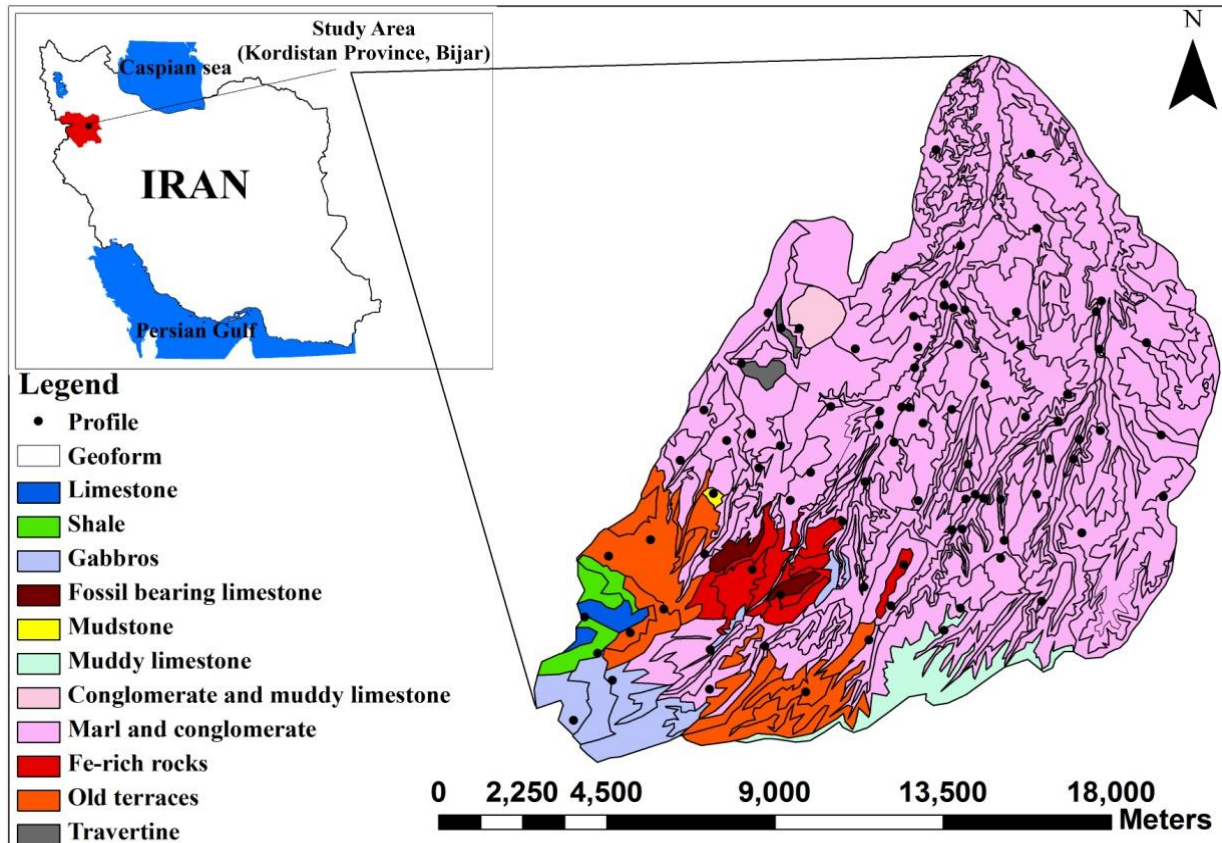 Study Area
(Kordistan Province, Bijar)
N
Caspian sea
IRAN
Persian Gulf
Legend
Profile
Geoform
Limestone
Shale
Gabbros
Fossil bearing limestone
Mudstone
Muddy limestone
Conglomerate and muddy limestone
Marl and conglomerate
Fe-rich rocks
Old terraces
Travertine
0 2,250 4,500 9,000 13,500 18,000
Meters